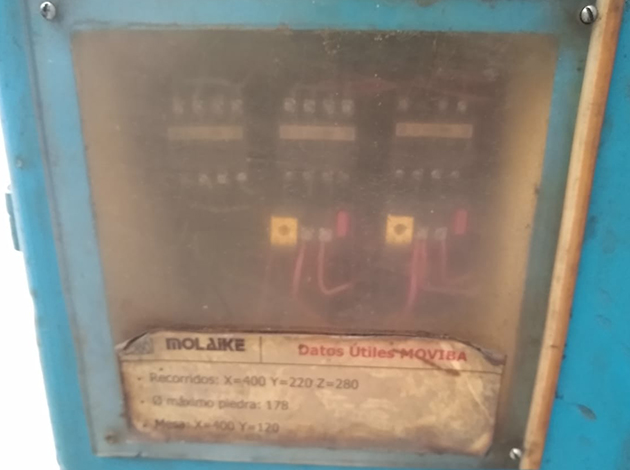 MOLAIKE Datos Útiles MOVIBA
• Recorridos: X=400 Y=220 Z=280
• Ø máximo piedra: 178
• Mesa: X=400 Y=120